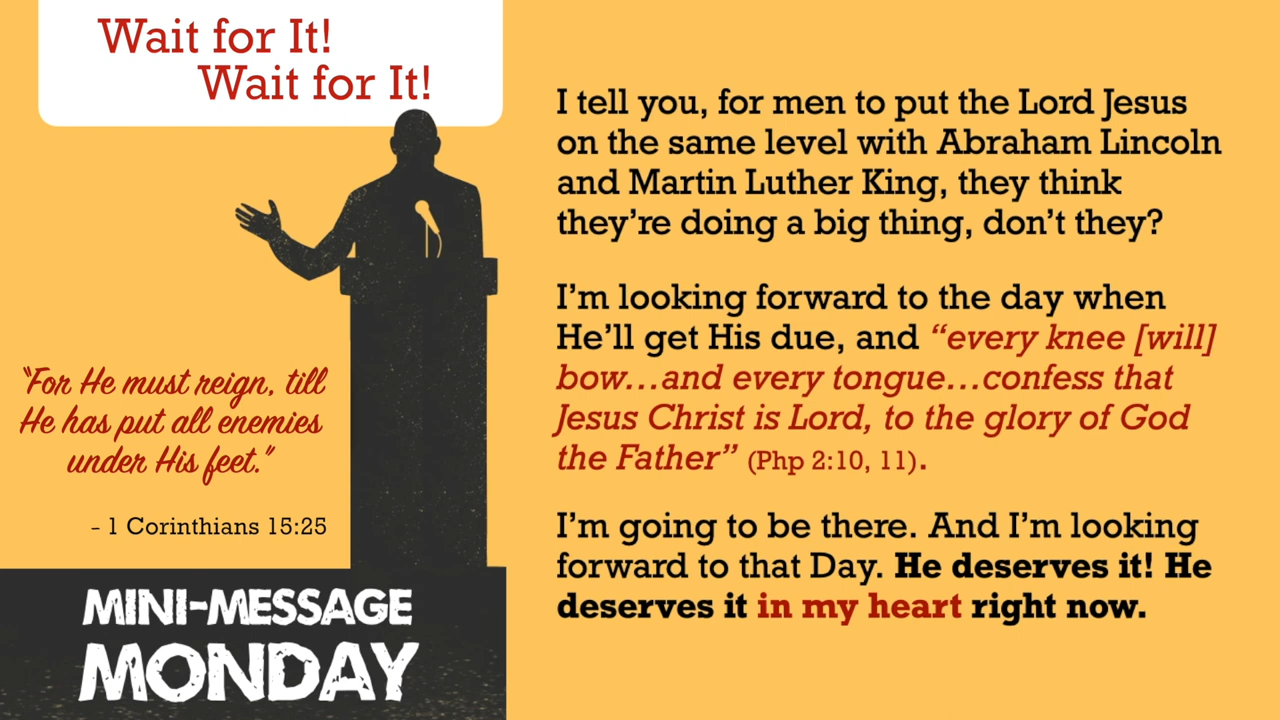 Wait for It!
Wait for It!
"For He must reign, till
He has put all enemies
under His feet."
– 1 Corinthians 15:25
MINI-MESSAGE
MONDAY
I tell you, for men to put the Lord Jesus
on the same level with Abraham Lincoln
and Martin Luther King, they think
they’re doing a big thing, don’t they?
I’m looking forward to the day when
He’ll get His due, and “every knee [will]
bow…and every tongue…confess that
Jesus Christ is Lord, to the glory of God
the Father” (Php 2:10, 11).
I’m going to be there. And I’m looking
forward to that Day. He deserves it! He
deserves it in my heart right now.